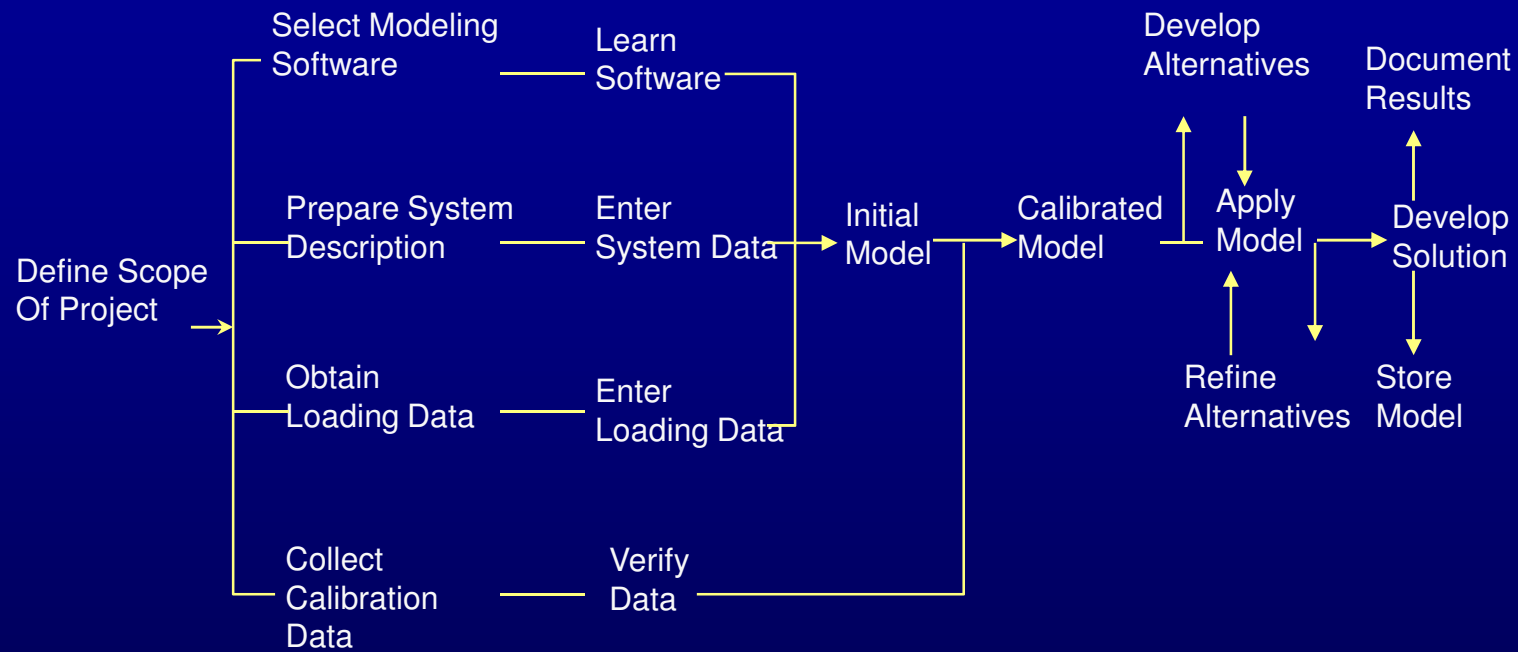 Define Scope
Of Project
Select Modeling
Software
Learn
Software
Prepare System
Description
Enter
System Data
Obtain
Loading Data
Enter
Loading Data
Collect
Calibration
Data
Verify
Data
Initial
Model
Calibrated
Model
Develop
Alternatives
Apply
Model
Refine
Alternatives
Document
Results
Develop
Solution
Store
Model